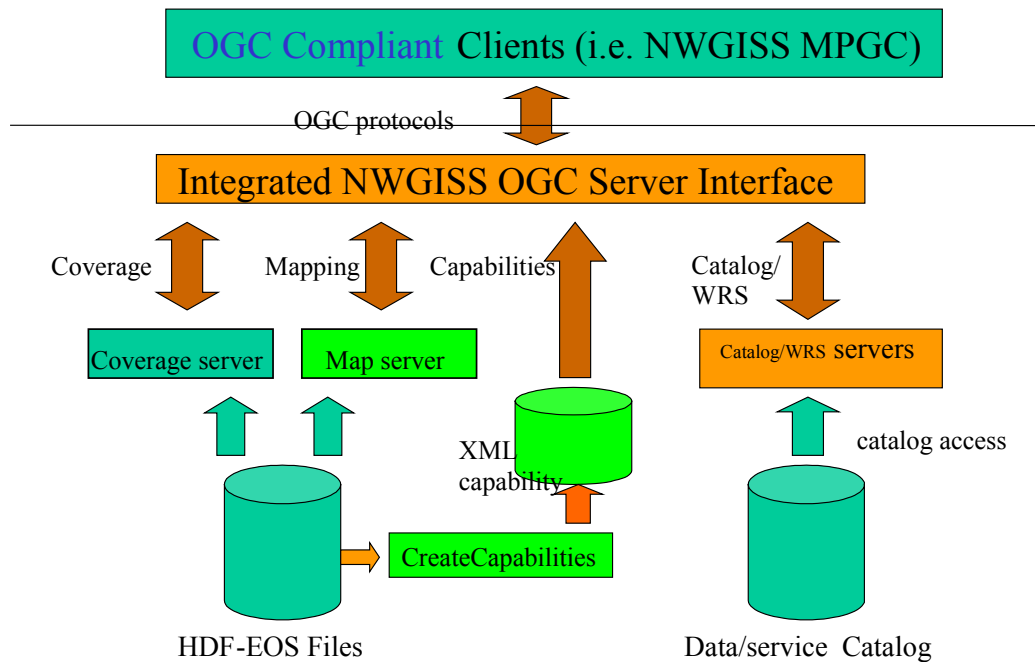 OGC Compliant Clients (i.e. NWGISS MPGC)
OGC protocols
Integrated NWGISS OGC Server Interface
Coverage
Mapping
Capabilities
Catalog/
WRS
Coverage server
Map server
Catalog/WRS servers
XML
capability
catalog access
CreateCapabilities
HDF-EOS Files
Data/service Catalog